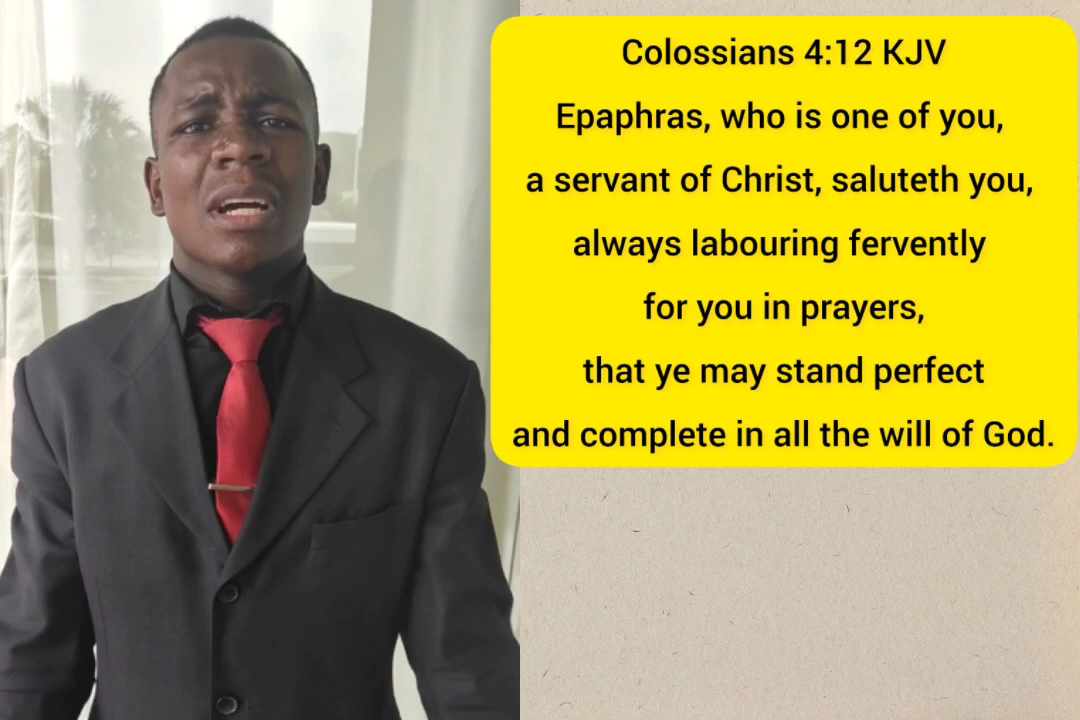 Colossians 4:12 KJV
Epaphras, who is one of you,
a servant of Christ, saluteth you,
always labouring fervently
for you in prayers,
that ye may stand perfect
and complete in all the will of God.